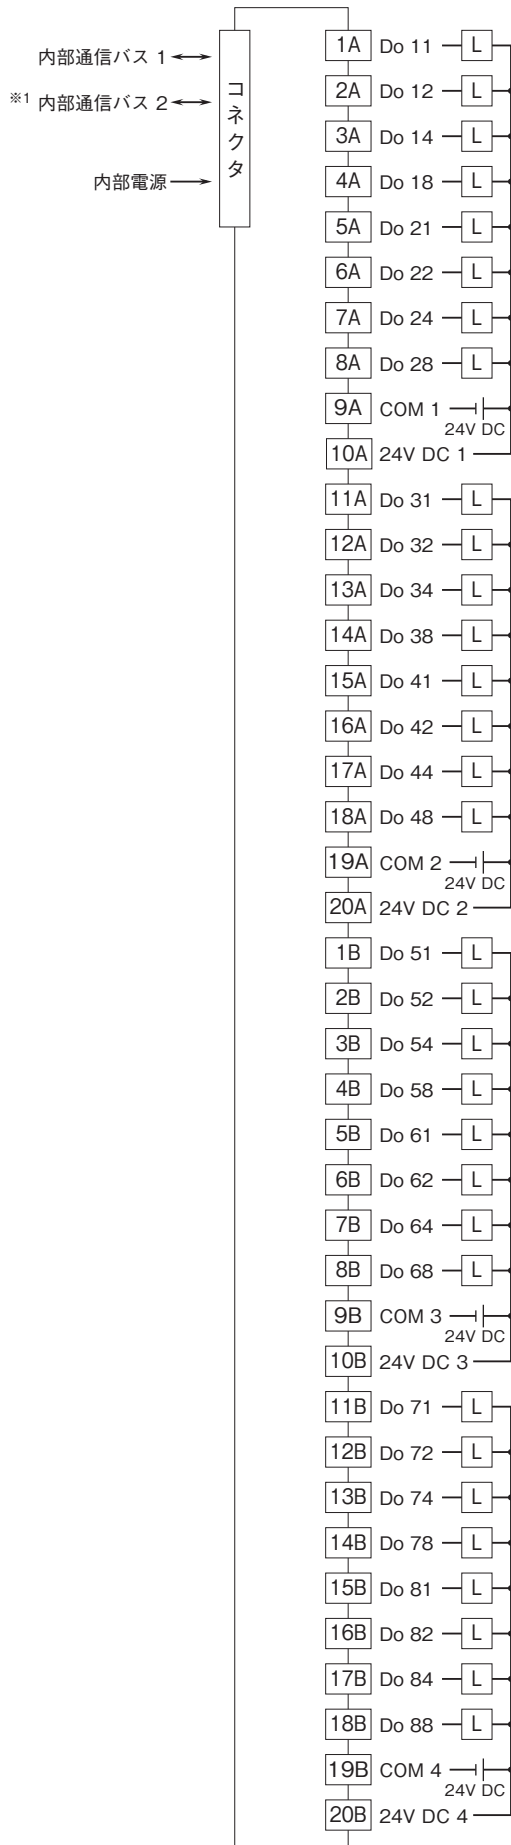 内部通信バス 1
※1 内部通信バス 2
内部電源
コネクタ
1A Do 11 L
2A Do 12 L
3A Do 14 L
4A Do 18 L
5A Do 21 L
6A Do 22 L
7A Do 24 L
8A Do 28 L
9A COM 1
24V DC
10A 24V DC 1
11A Do 31 L
12A Do 32 L
13A Do 34 L
14A Do 38 L
15A Do 41 L
16A Do 42 L
17A Do 44 L
18A Do 48 L
19A COM 2
24V DC
20A 24V DC 2
1B Do 51 L
2B Do 52 L
3B Do 54 L
4B Do 58 L
5B Do 61 L
6B Do 62 L
7B Do 64 L
8B Do 68 L
9B COM 3
24V DC
10B 24V DC 3
11B Do 71 L
12B Do 72 L
13B Do 74 L
14B Do 78 L
15B Do 81 L
16B Do 82 L
17B Do 84 L
18B Do 88 L
19B COM 4
24V DC
20B 24V DC 4